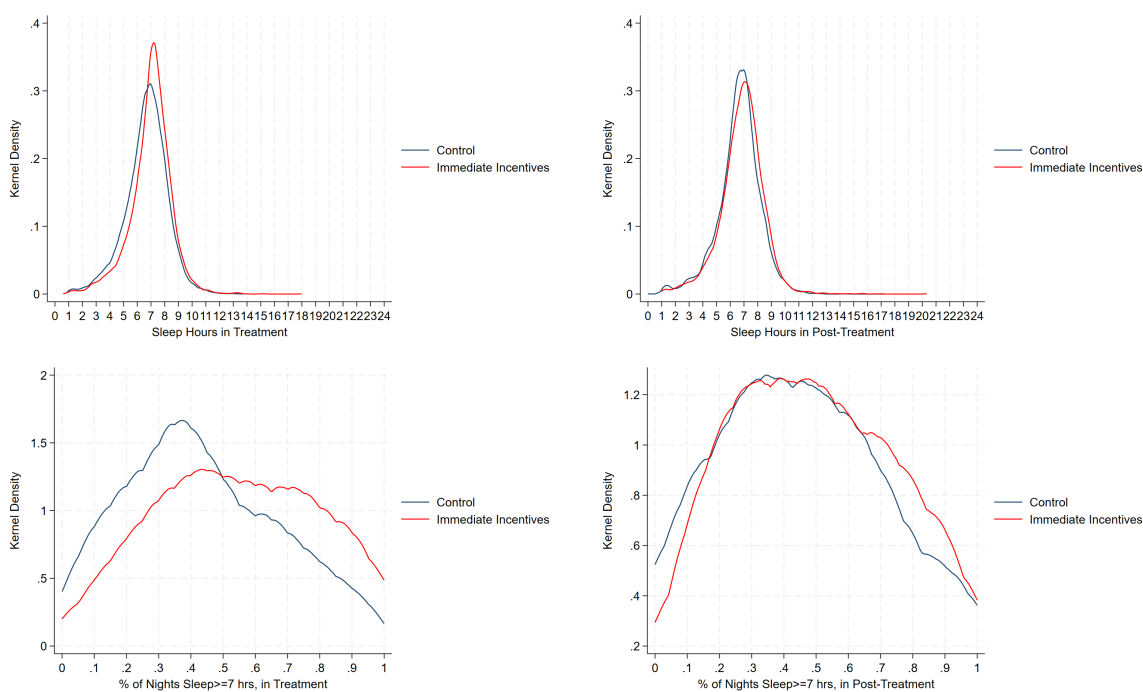 .4
.3
.2
.1
0
Kernel Density
0 1 2 3 4 5 6 7 8 9 10 11 12 13 14 15 16 17 18 19 20 21 22 23 24
Sleep Hours in Treatment
Control
Immediate Incentives
.4
.3
.2
.1
0
Kernel Density
0 1 2 3 4 5 6 7 8 9 10 11 12 13 14 15 16 17 18 19 20 21 22 23 24
Sleep Hours in Post-Treatment
Control
Immediate Incentives
2
1.5
1
.5
0
Kernel Density
0 .1 .2 .3 .4 .5 .6 .7 .8 .9 1
% of Nights Sleep>=7 hrs, in Treatment
Control
Immediate Incentives
1.2
1
.8
.6
.4
.2
Kernel Density
0 .1 .2 .3 .4 .5 .6 .7 .8 .9 1
% of Nights Sleep>=7 hrs, in Post-Treatment
Control
Immediate Incentives